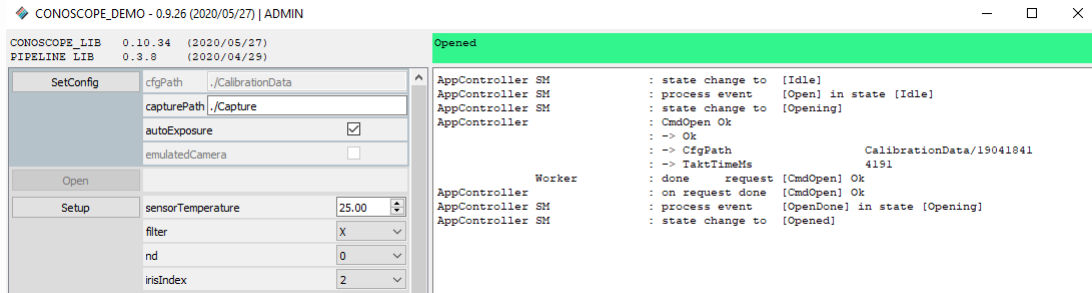 CONOSCOPE_DEMO - 0.9.26 (2020/05/27) | ADMIN
CONOSCOPE_LIB 0.10.34 (2020/05/27)
PIPELINE LIB 0.3.8 (2020/04/29)
Opened
SetConfig cfgPath ./CalibrationData
capturePath ./Capture
autoExposure
emulatedCamera
Open
Setup sensorTemperature 25.00
filter X
nd 0
irisIndex 2
AppController SM : state change to [Idle]
AppController SM : process event [Open] in state [Idle]
AppController SM : state change to [Opening]
AppController : CmdOpen Ok
: -> Ok
: -> CfgPath CalibrationData/19041841
: -> TaktTimeMs 4191
Worker : done request [CmdOpen] Ok
AppController : on request done [CmdOpen] Ok
AppController SM : process event [OpenDone] in state [Opening]
AppController SM : state change to [Opened]